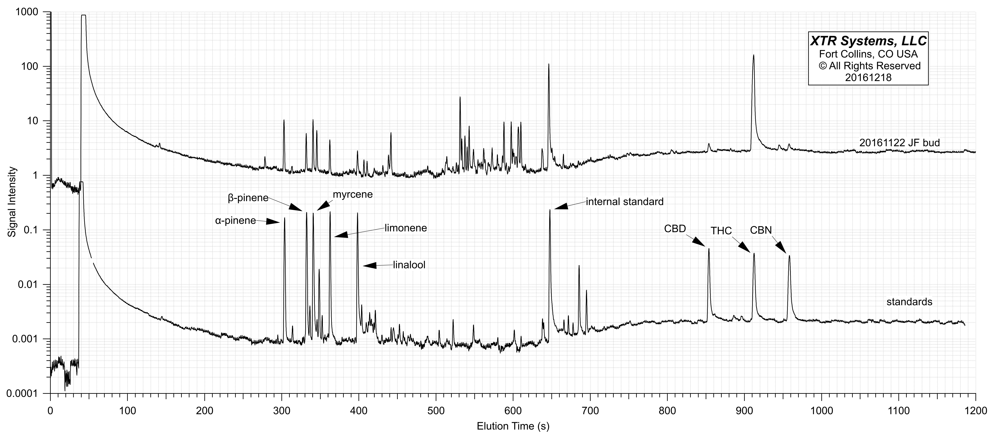 1000
100
10
1
0.1
0.01
0.001
0.0001
Signal Intensity
XTR Systems, LLC
Fort Collins, CO USA
© All Rights Reserved
20161218
20161122 JF bud
β-pinene
myrcene
α-pinene
limonene
linalool
internal standard
CBD
THC
CBN
standards
0 100 200 300 400 500 600 700 800 900 1000 1100 1200
Elution Time (s)